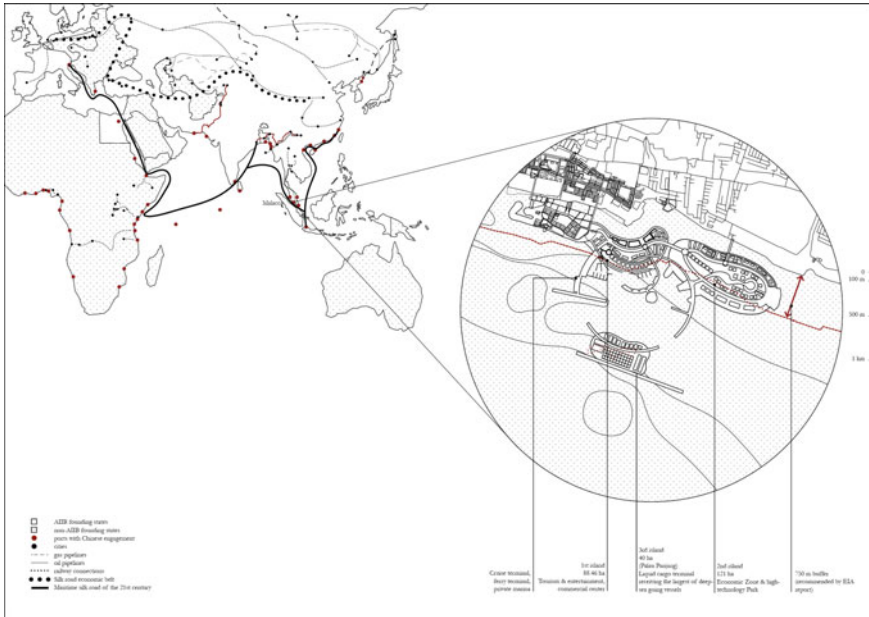 Malacca
0
100 m
500 m
1 km
AIIB founding states
non-AIIB founding states
ports with Chinese engagement
cities
gas pipelines
oil pipelines
railway connections
Silk road economic belt
Maritime silk road of the 21st century
Cruise terminal,
ferry terminal,
private marina
1st island
Tourism & entertainment,
commercial centre
3rd island
40 ha
(Pulau Panjang)
Liquid cargo terminal
servicing the largest of deep-
sea going vessels
2nd island
121 ha
Economic Zone & high-
technology Park
750 m buffer
(recommended by EIA
report)